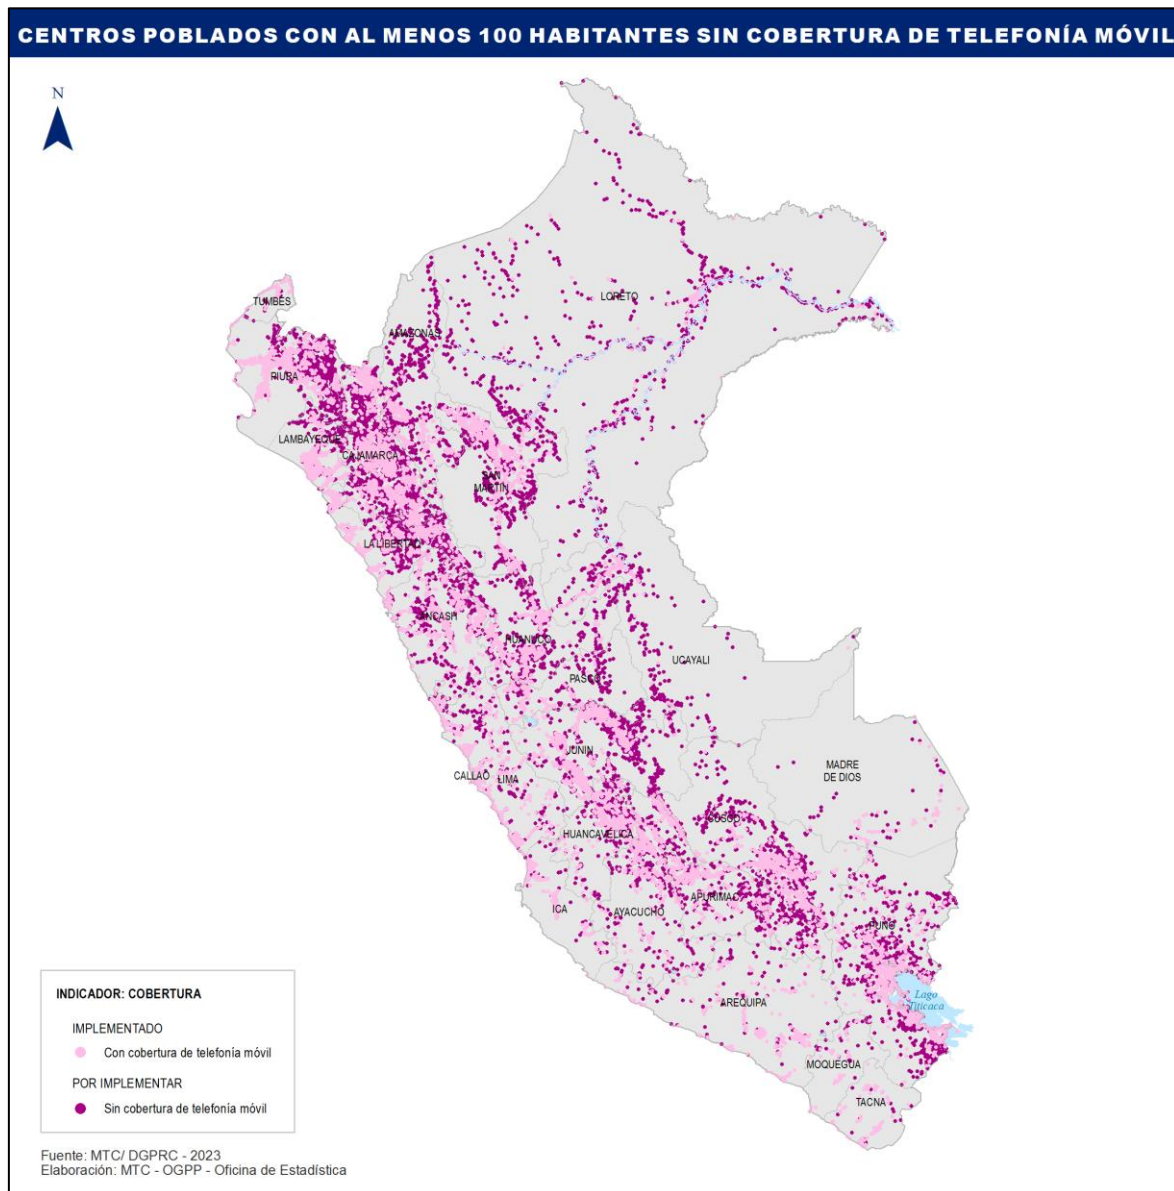 CENTROS POBLADOS CON AL MENOS 100 HABITANTES SIN COBERTURA DE TELEFONÍA MÓVIL
N
TUMBES
LORETO
AMAZONAS
PIURA
LAMBAYEQUE
CAJAMARCA
SAN
MARTIN
LA LIBERTAD
ANCASH
HUANUCO
UCAYALI
PASCO
JUNIN
MADRE
DE DIOS
CALLAO
LIMA
CUSCO
HUANCAVELICA
APURIMAC
ICA
AYACUCHO
PUNO
Lago
Titicaca
AREQUIPA
MOQUEGUA
TACNA
INDICADOR: COBERTURA
IMPLEMENTADO
Con cobertura de telefonía móvil
POR IMPLEMENTAR
Sin cobertura de telefonía móvil
Fuente: MTC/ DGPRC - 2023
Elaboración: MTC - OGPP - Oficina de Estadística